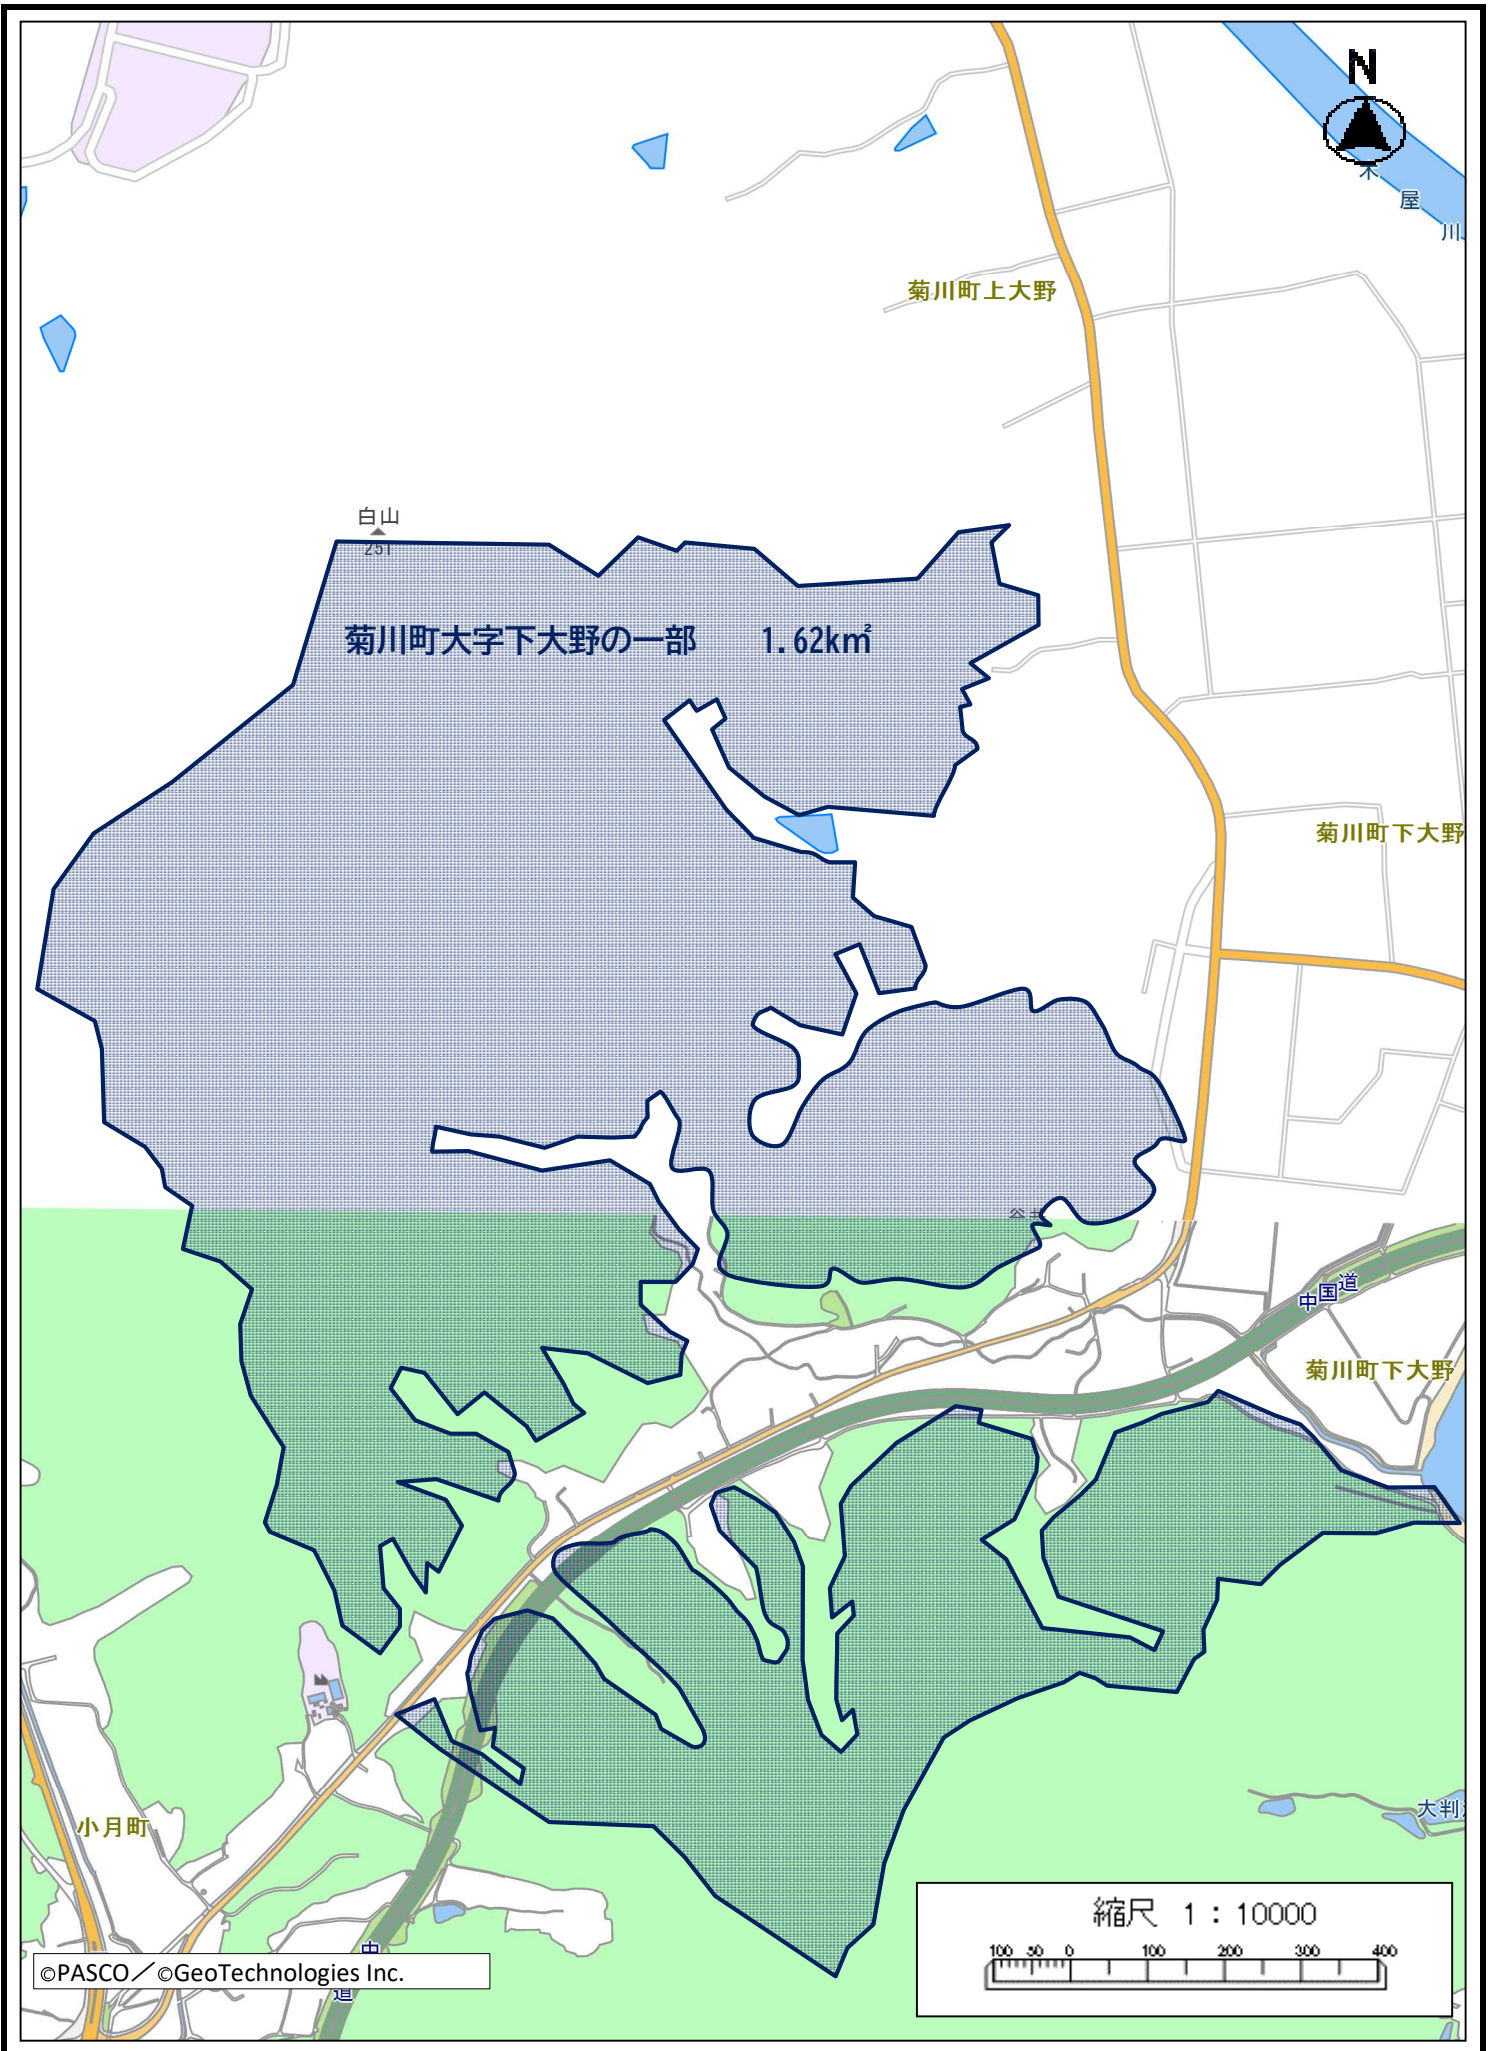 N
木屋川
菊川町上大野
白山
251
菊川町大字下大野の一部 1.62km²
菊川町下大野
中国道
菊川町下大野
大判
小月町
縮尺 1：10000
100 50 0 100 200 300 400
©PASCO／©GeoTechnologies Inc.
中
道